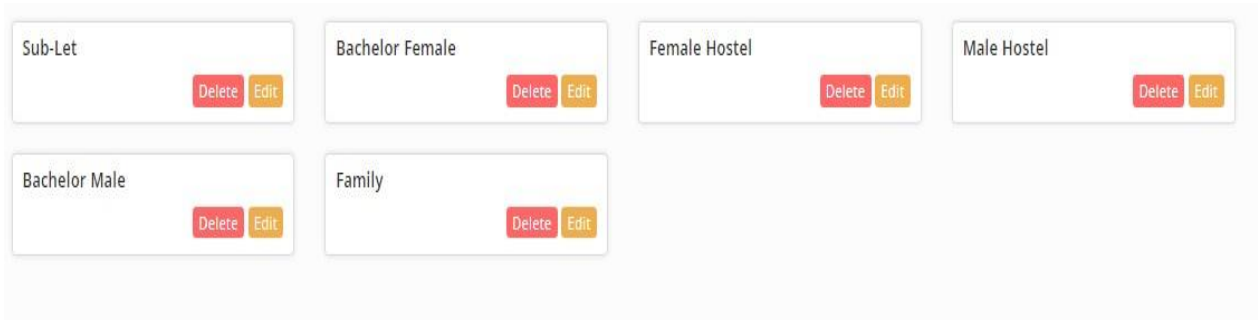 Sub-Let
Delete Edit
Bachelor Female
Delete Edit
Female Hostel
Delete Edit
Male Hostel
Delete Edit
Bachelor Male
Delete Edit
Family
Delete Edit